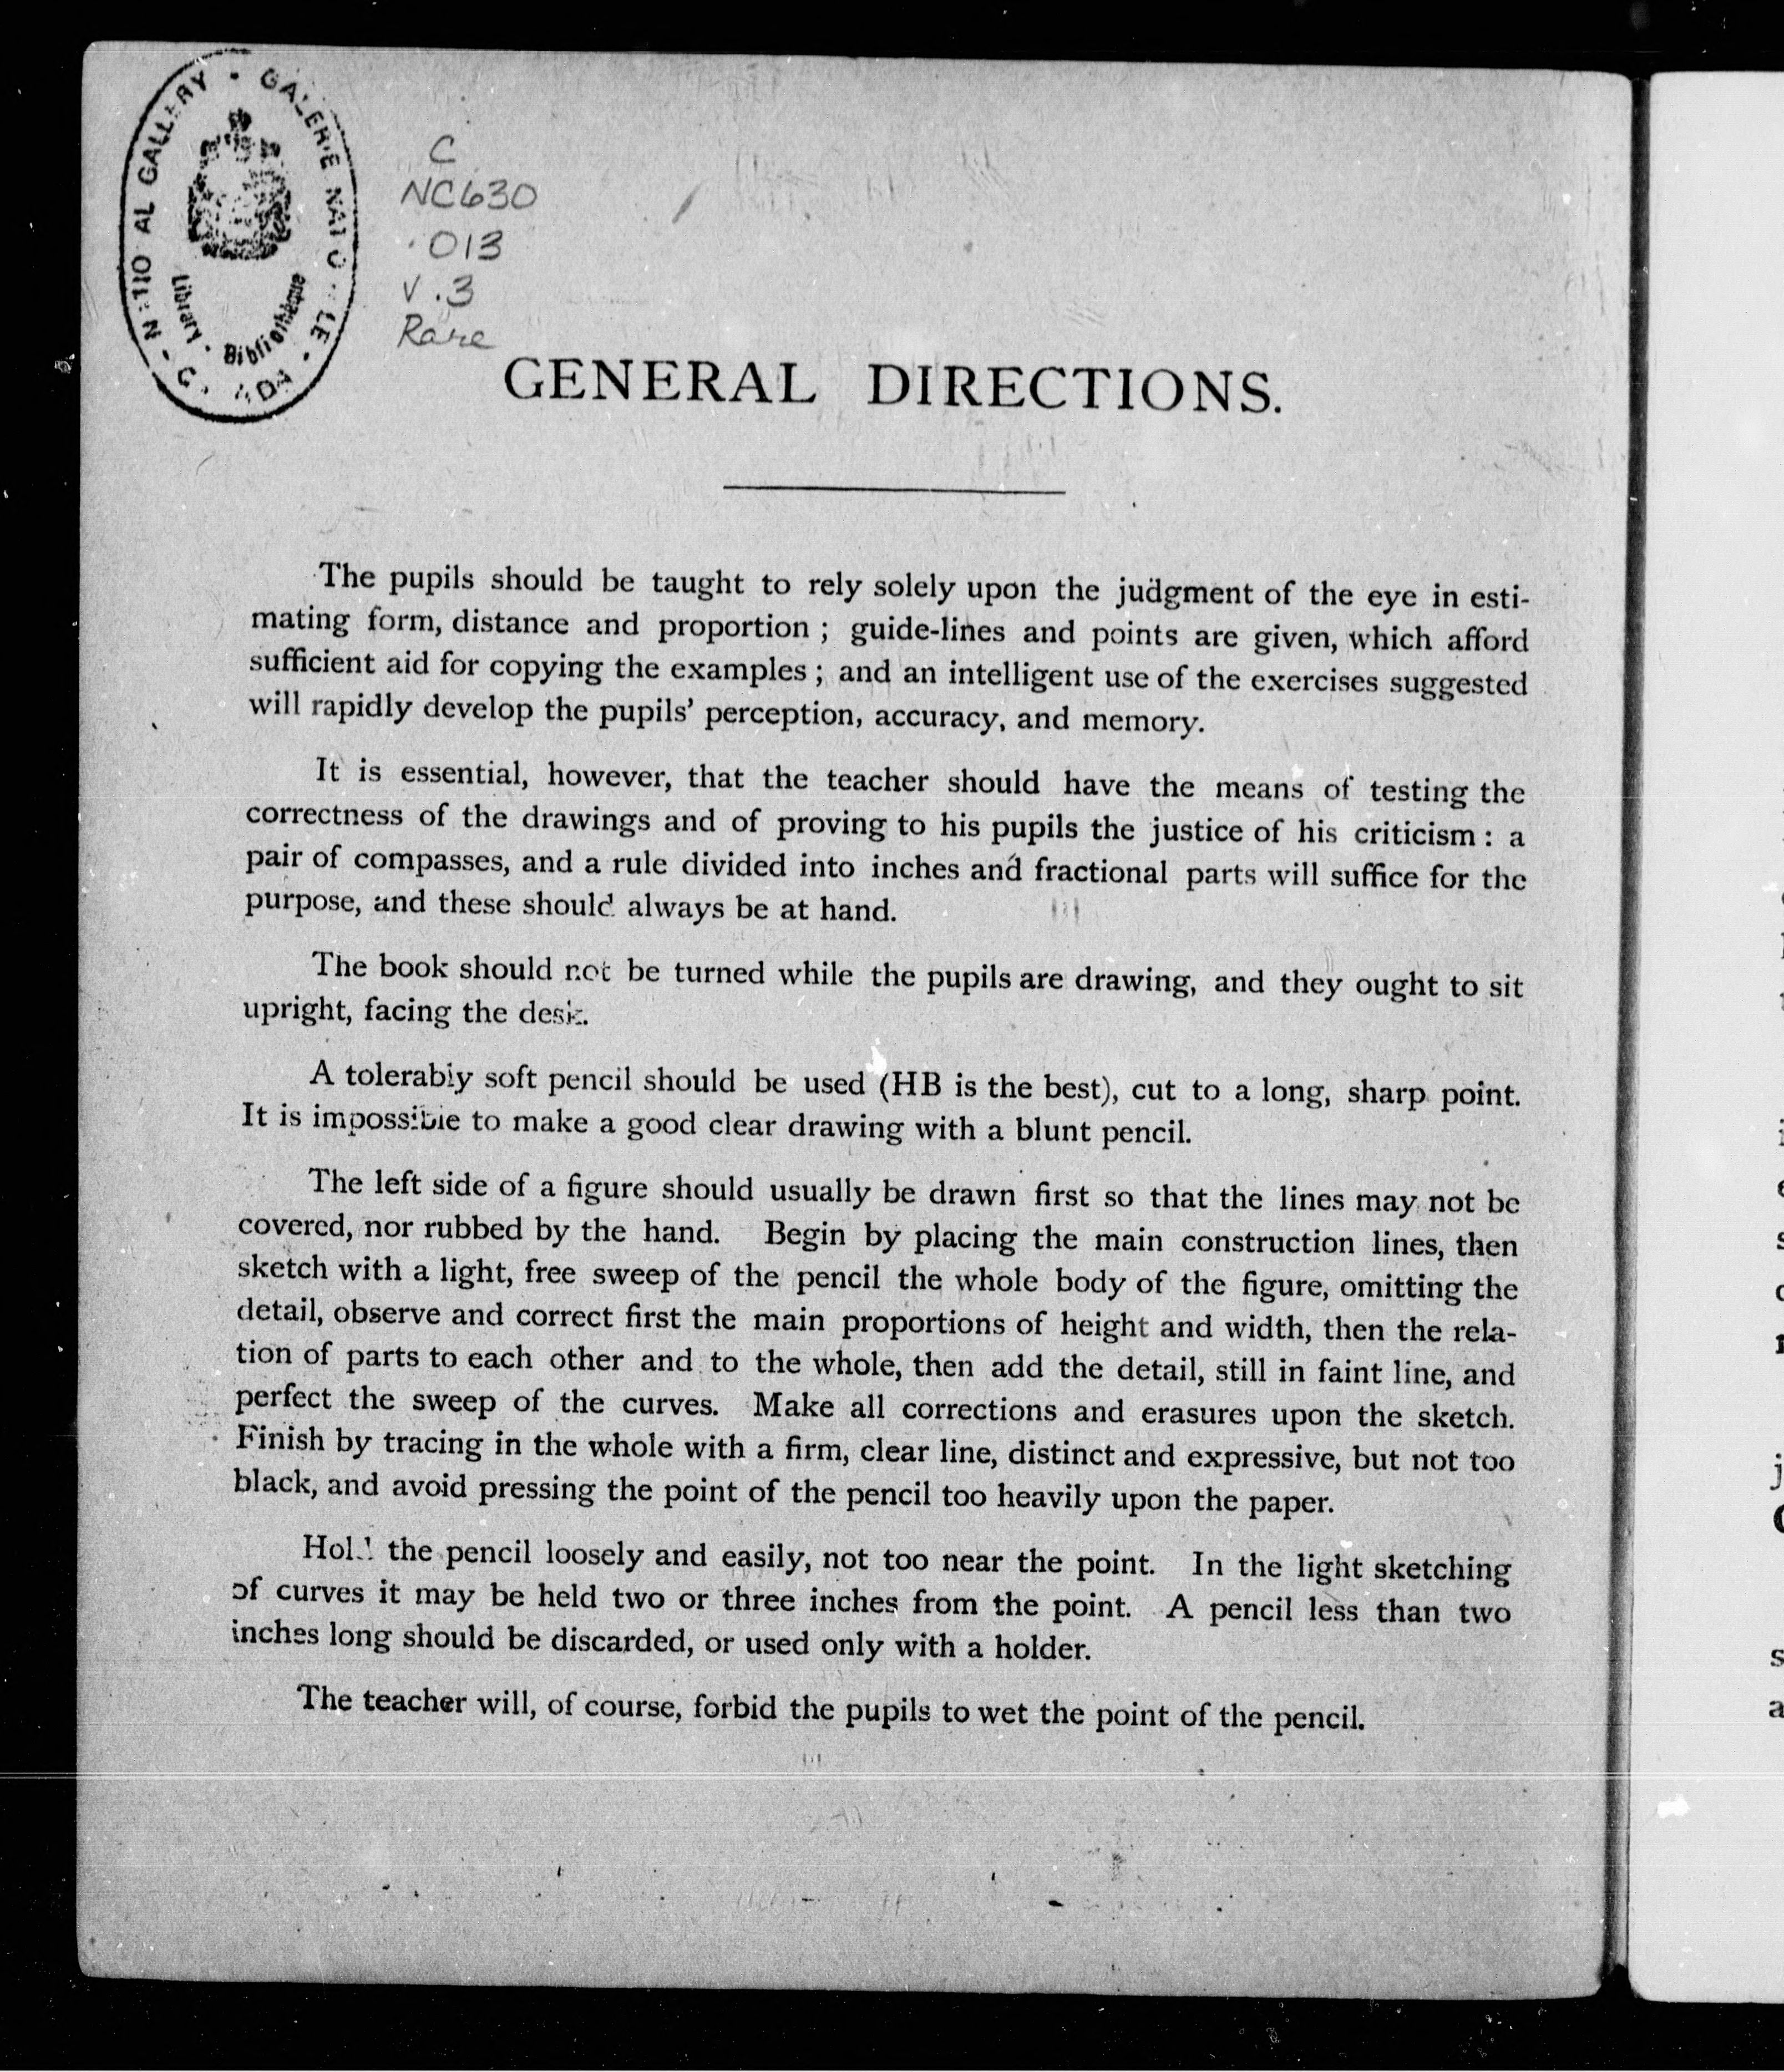 NATIONAL GALLERY • GALERIE NATIONALE • CANADA
Library • Bibliothèque
C
NC630
.013
v.3
Rare
GENERAL DIRECTIONS.
The pupils should be taught to rely solely upon the judgment of the eye in esti-
mating form, distance and proportion ; guide-lines and points are given, which afford
sufficient aid for copying the examples ; and an intelligent use of the exercises suggested
will rapidly develop the pupils' perception, accuracy, and memory.
It is essential, however, that the teacher should have the means of testing the
correctness of the drawings and of proving to his pupils the justice of his criticism : a
pair of compasses, and a rule divided into inches and fractional parts will suffice for the
purpose, and these should always be at hand.
The book should not be turned while the pupils are drawing, and they ought to sit
upright, facing the desk.
A tolerably soft pencil should be used (HB is the best), cut to a long, sharp point.
It is impossible to make a good clear drawing with a blunt pencil.
The left side of a figure should usually be drawn first so that the lines may not be
covered, nor rubbed by the hand. Begin by placing the main construction lines, then
sketch with a light, free sweep of the pencil the whole body of the figure, omitting the
detail, observe and correct first the main proportions of height and width, then the rela-
tion of parts to each other and to the whole, then add the detail, still in faint line, and
perfect the sweep of the curves. Make all corrections and erasures upon the sketch.
Finish by tracing in the whole with a firm, clear line, distinct and expressive, but not too
black, and avoid pressing the point of the pencil too heavily upon the paper.
Hold the pencil loosely and easily, not too near the point. In the light sketching
of curves it may be held two or three inches from the point. A pencil less than two
inches long should be discarded, or used only with a holder.
The teacher will, of course, forbid the pupils to wet the point of the pencil.